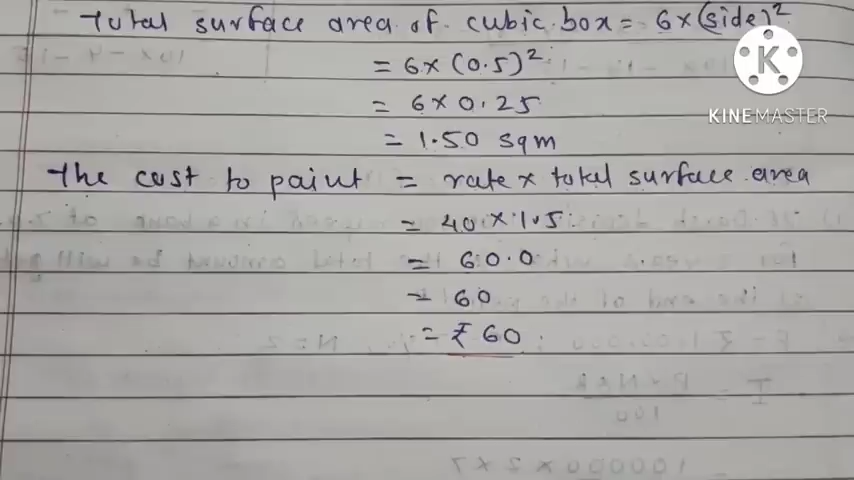 Total surface area of cubic box = 6×(side)²
= 6×(0.5)²
= 6×0.25
= 1.50 sqm
The cost to paint = rate × total surface area
= 40×1.5
= 60.0
= 60
= ₹ 60
K
KINEMASTER